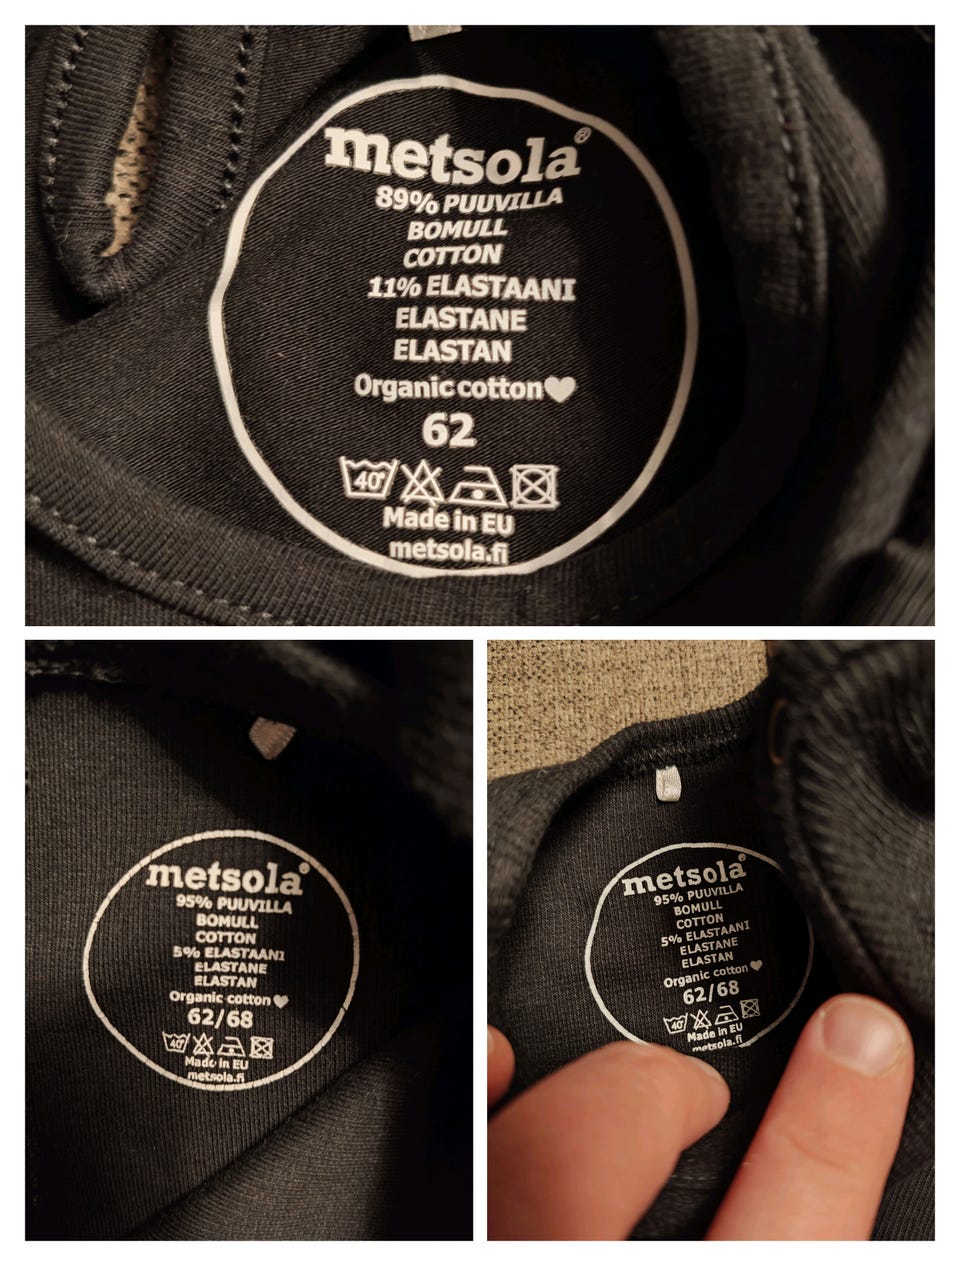 metsola®
89% PUUVILLA
BOMULL
COTTON
11% ELASTAANI
ELASTANE
ELASTAN
Organic cotton♥
62
40°
Made in EU
metsola.fi
metsola®
95% PUUVILLA
BOMULL
COTTON
5% ELASTAANI
ELASTANE
ELASTAN
Organic cotton♥
62/68
40°
Made in EU
metsola.fi
metsola®
95% PUUVILLA
BOMULL
COTTON
5% ELASTAANI
ELASTANE
ELASTAN
Organic cotton♥
62/68
40°
Made in EU
metsola.fi